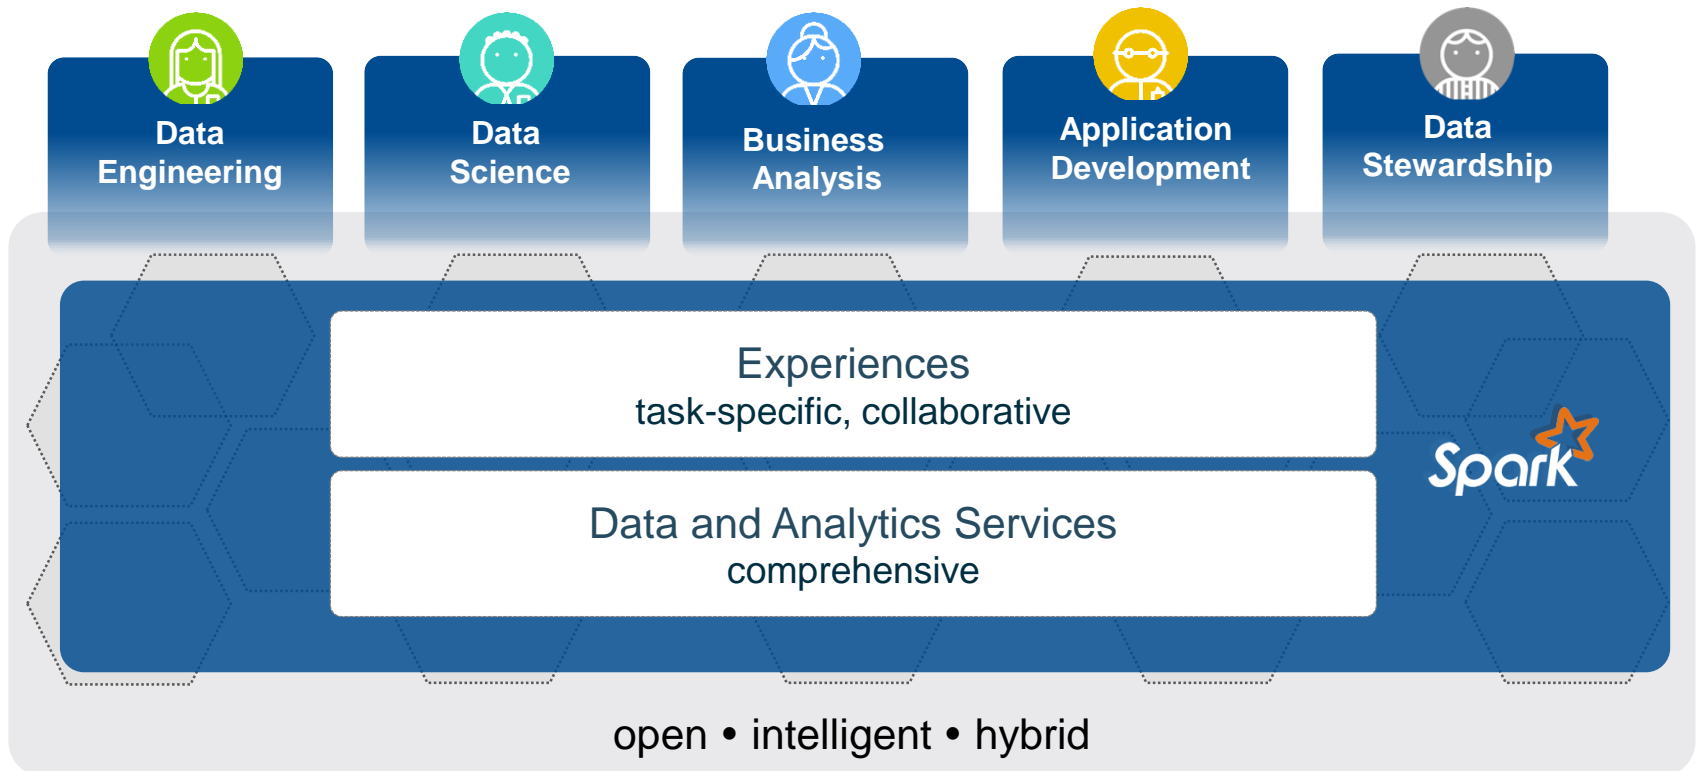 Data
Engineering
Data
Science
Business
Analysis
Application
Development
Data
Stewardship
Experiences
task-specific, collaborative
Spark
Data and Analytics Services
comprehensive
open • intelligent • hybrid